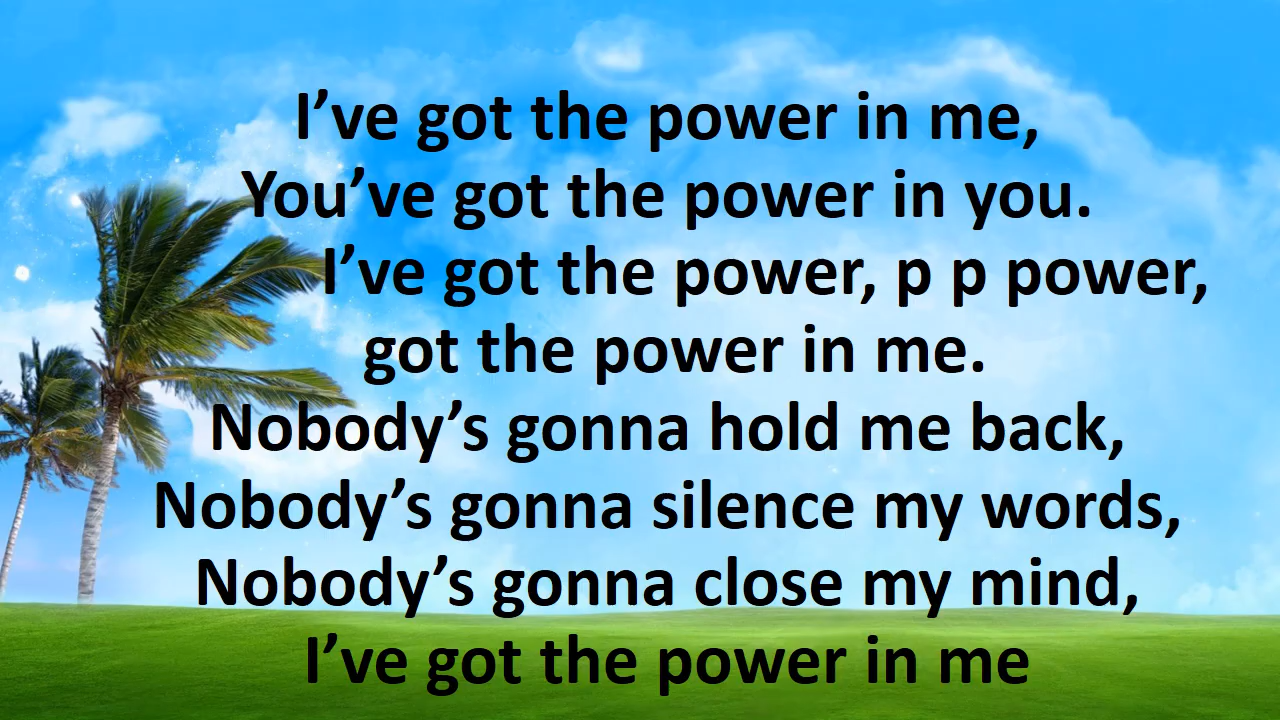 I’ve got the power in me,
You’ve got the power in you.
I’ve got the power, p p power,
got the power in me.
Nobody’s gonna hold me back,
Nobody’s gonna silence my words,
Nobody’s gonna close my mind,
I’ve got the power in me